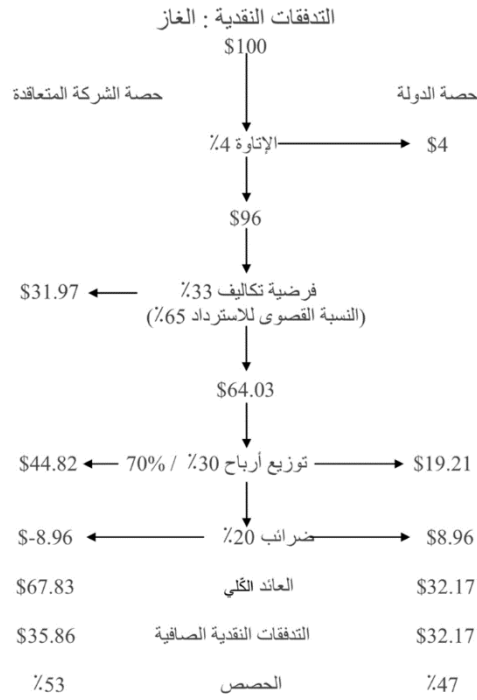 التدفقات النقدية : الغاز
$100
حصة الدولة
حصة الشركة المتعاقدة
$4
الإتاوة 4٪
$96
فرضية تكاليف 33٪
$31.97
(النسبة القصوى للاسترداد 65٪)
$64.03
$19.21
توزيع أرباح 30٪ / 70%
$44.82
$8.96
ضرائب 20٪
$-8.96
$32.17
العائد الكلي
$67.83
$32.17
التدفقات النقدية الصافية
$35.86
47٪
الحصص
53٪